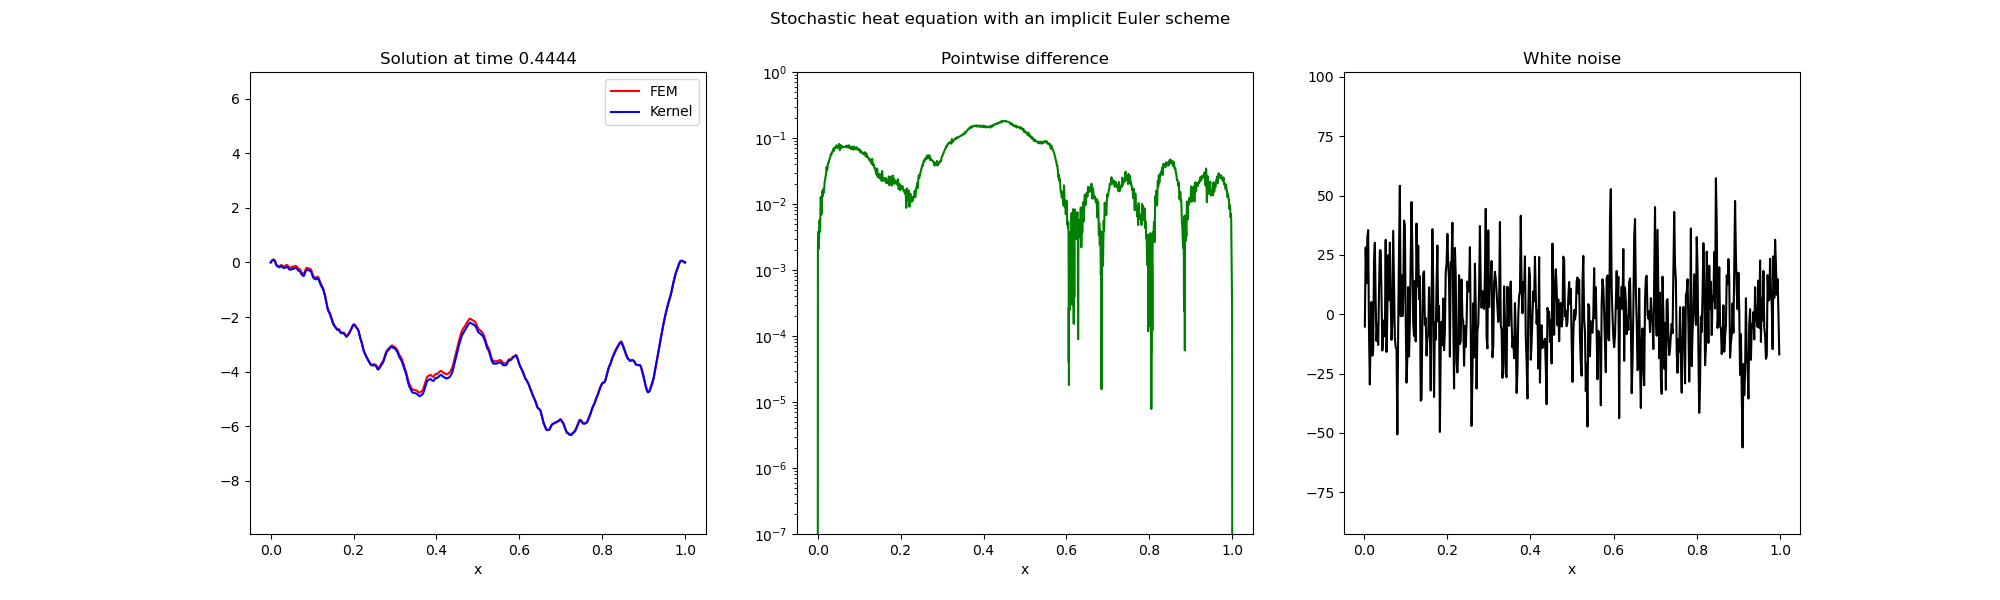 Stochastic heat equation with an implicit Euler scheme
Solution at time 0.4444
FEM
Kernel
6
4
2
0
−2
−4
−6
−8
0.0 0.2 0.4 0.6 0.8 1.0
x
Pointwise difference
10⁰
10⁻¹
10⁻²
10⁻³
10⁻⁴
10⁻⁵
10⁻⁶
10⁻⁷
0.0 0.2 0.4 0.6 0.8 1.0
x
White noise
100
75
50
25
0
−25
−50
−75
0.0 0.2 0.4 0.6 0.8 1.0
x